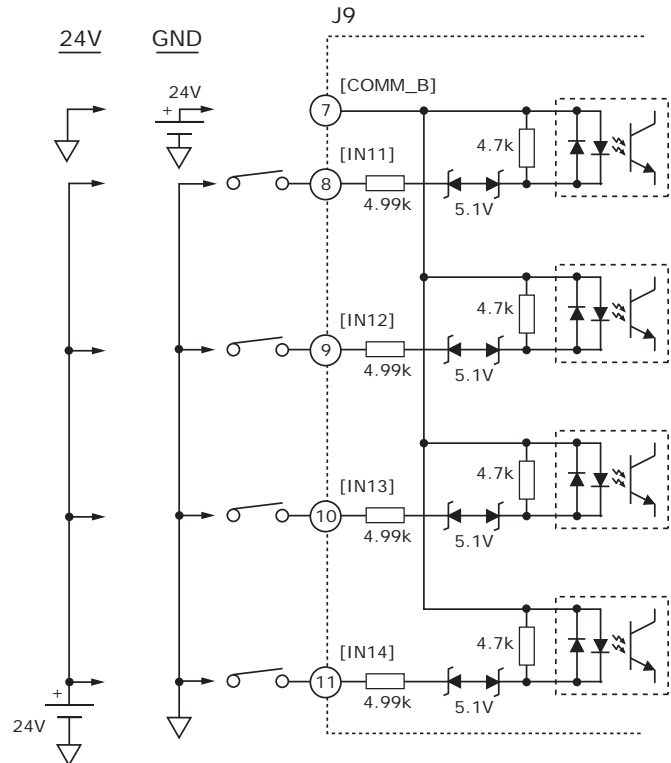 J9
24V GND
[COMM_B]
24V
+
7
4.7k
[IN11]
8
4.99k
5.1V
4.7k
[IN12]
9
4.99k
5.1V
4.7k
[IN13]
10
4.99k
5.1V
4.7k
[IN14]
11
4.99k
5.1V
+
24V